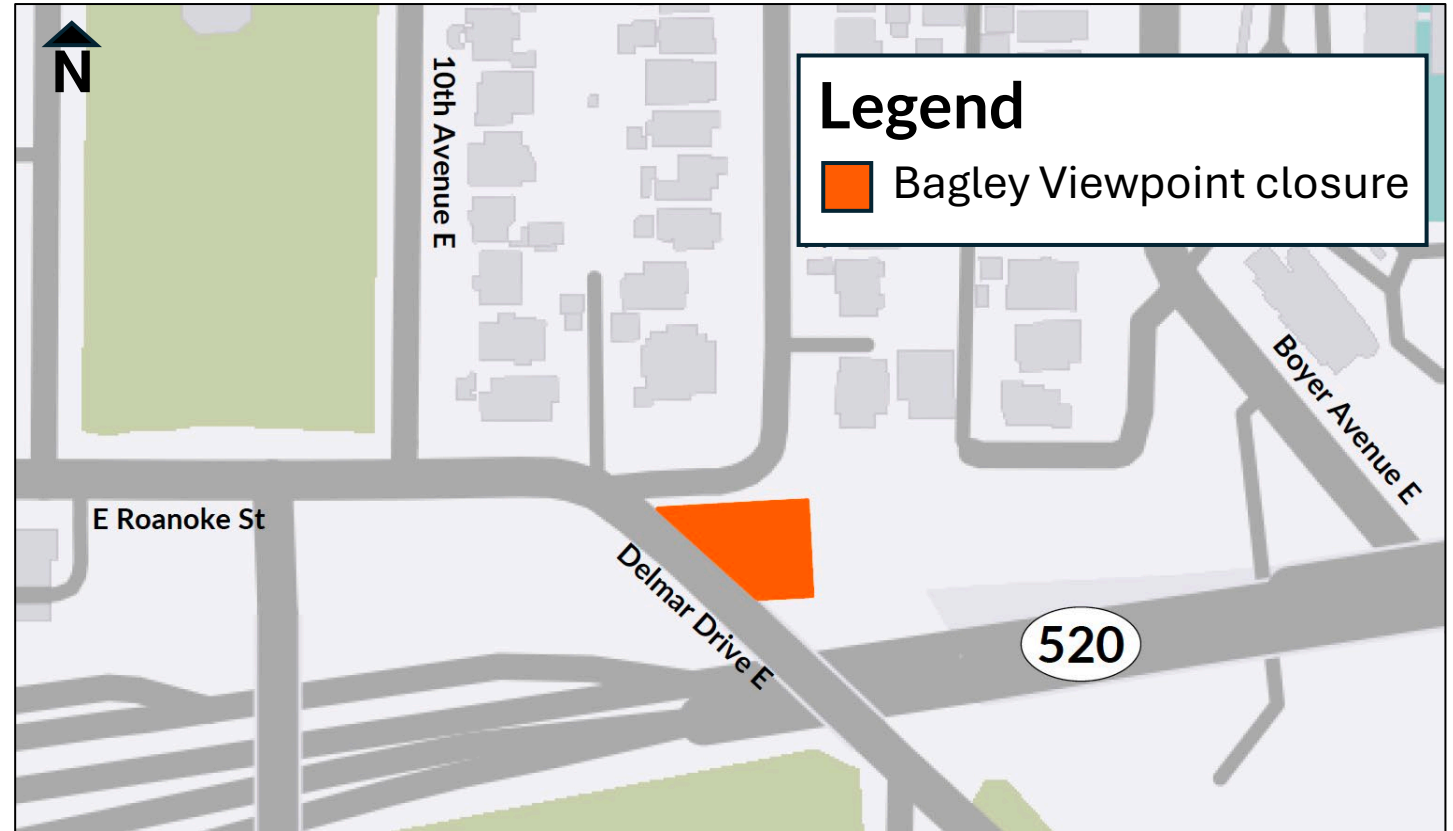 N
10th Avenue E
Legend
Bagley Viewpoint closure
Boyer Avenue E
E Roanoke St
Delmar Drive E
520